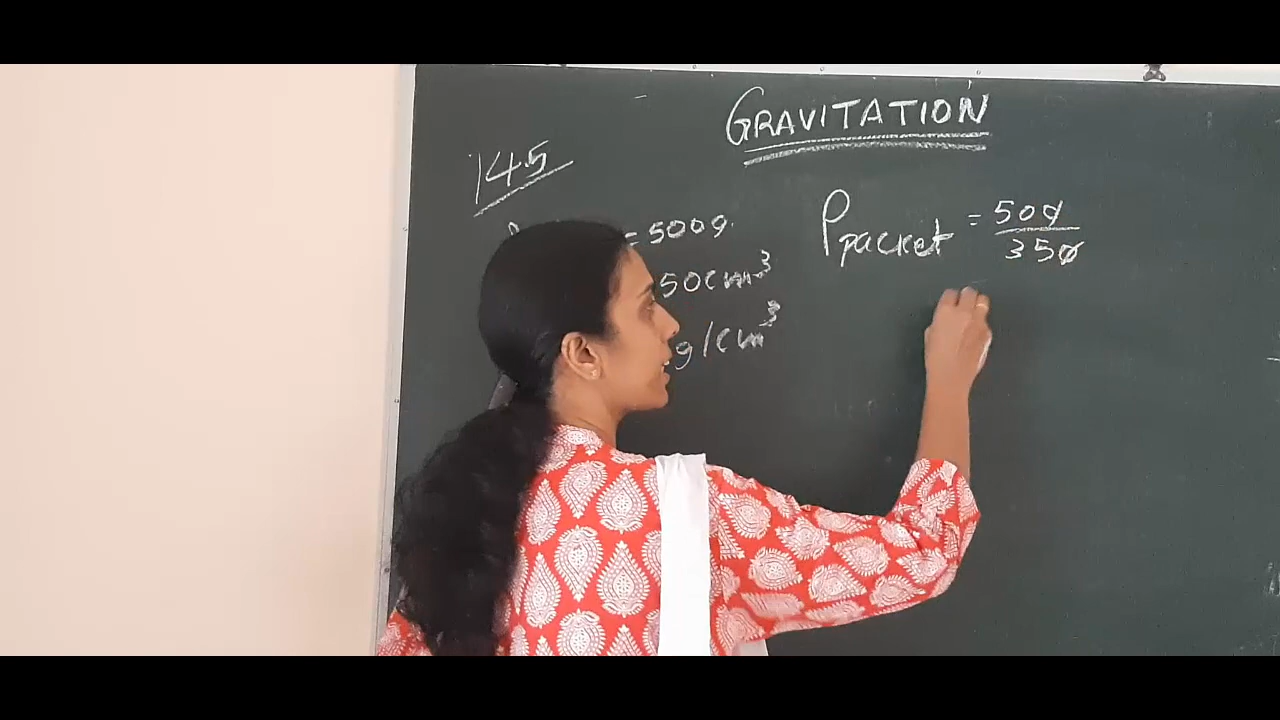 GRAVITATION
145
= 500g.
50cm³
g/cm³
ρpacket = 500/350